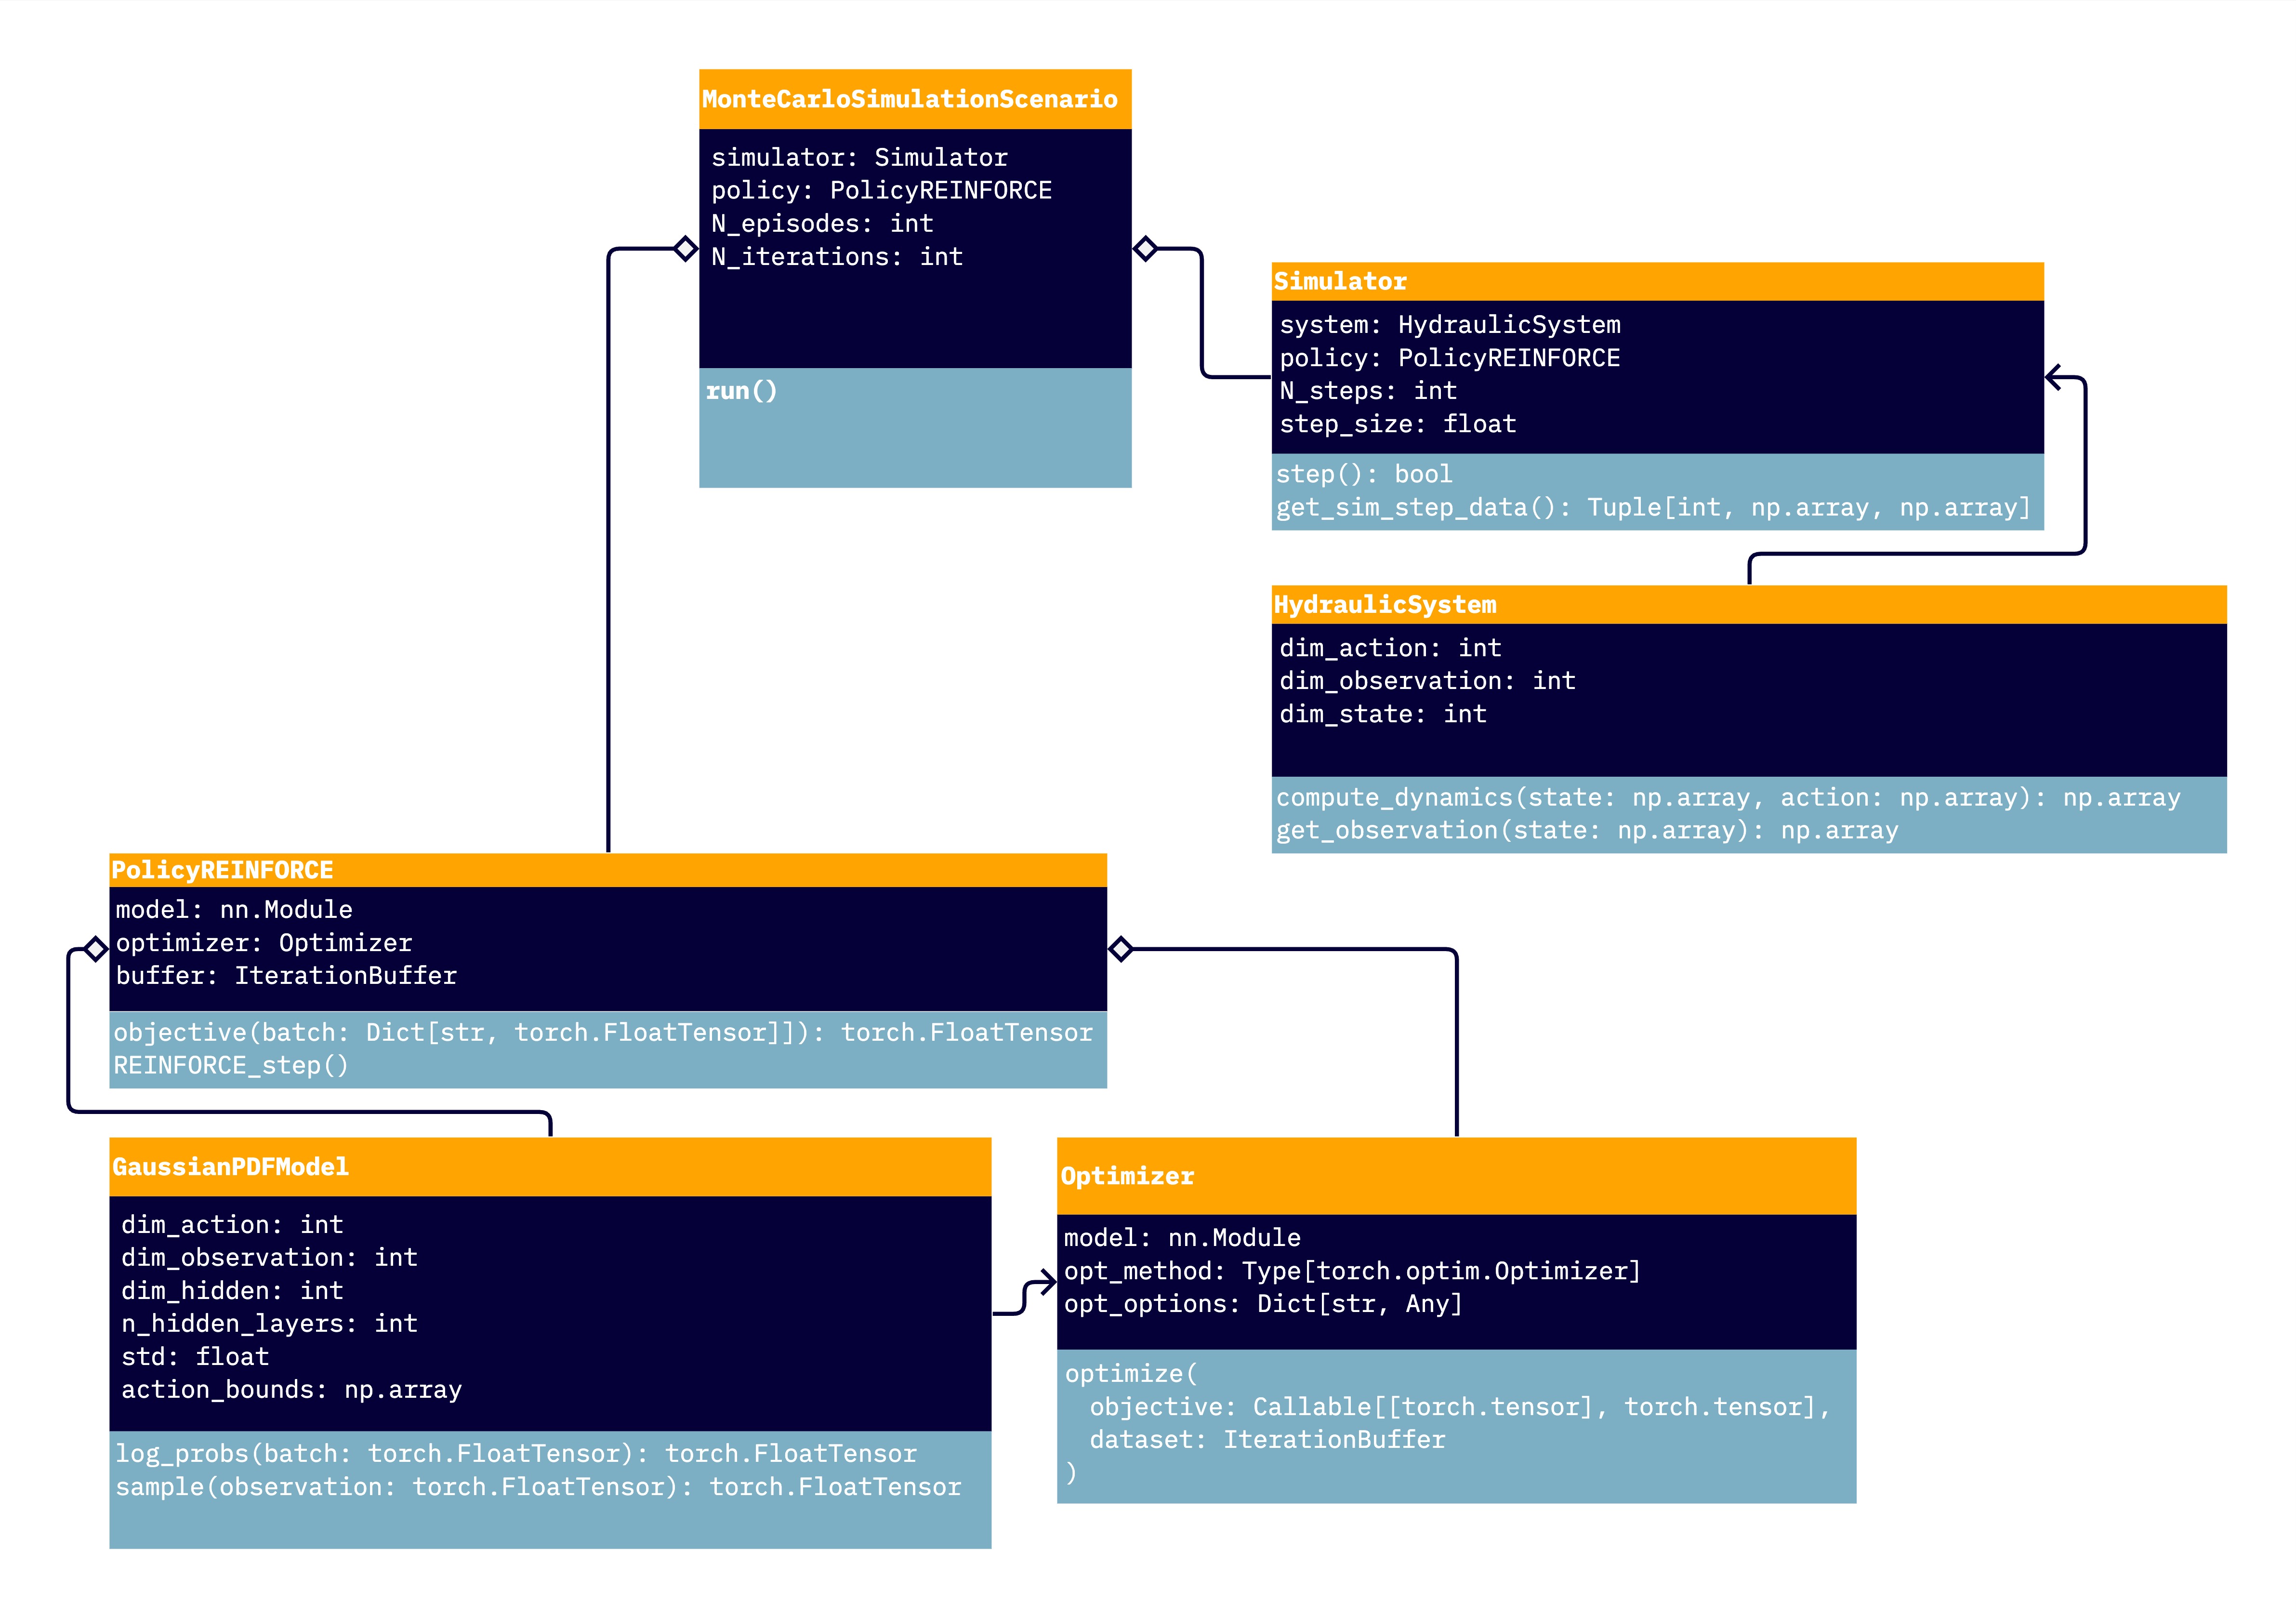 MonteCarloSimulationScenario
simulator: Simulator
policy: PolicyREINFORCE
N_episodes: int
N_iterations: int
run()
Simulator
system: HydraulicSystem
policy: PolicyREINFORCE
N_steps: int
step_size: float
step(): bool
get_sim_step_data(): Tuple[int, np.array, np.array]
HydraulicSystem
dim_action: int
dim_observation: int
dim_state: int
compute_dynamics(state: np.array, action: np.array): np.array
get_observation(state: np.array): np.array
PolicyREINFORCE
model: nn.Module
optimizer: Optimizer
buffer: IterationBuffer
objective(batch: Dict[str, torch.FloatTensor]]): torch.FloatTensor
REINFORCE_step()
GaussianPDFModel
dim_action: int
dim_observation: int
dim_hidden: int
n_hidden_layers: int
std: float
action_bounds: np.array
log_probs(batch: torch.FloatTensor): torch.FloatTensor
sample(observation: torch.FloatTensor): torch.FloatTensor
Optimizer
model: nn.Module
opt_method: Type[torch.optim.Optimizer]
opt_options: Dict[str, Any]
optimize(
objective: Callable[[torch.tensor], torch.tensor],
dataset: IterationBuffer
)